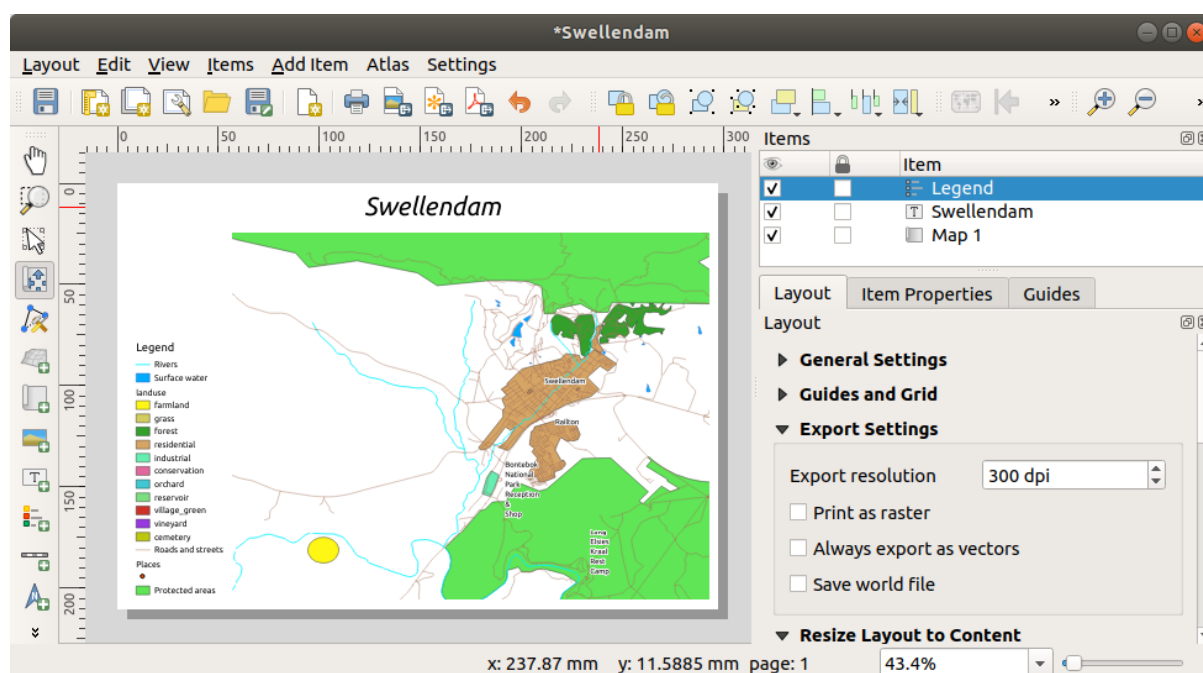 *Swellendam
Layout Edit View Items Add Item Atlas Settings
0 50 100 150 200 250 300
0
50
100
150
200
Swellendam
Legend
Rivers
Surface water
landuse
farmland
grass
forest
residential
industrial
conservation
orchard
reservoir
village_green
vineyard
cemetery
Roads and streets
Places
Protected areas
Swellendam
Railton
Bontebok
National
Park
Reception
&
Shop
Lang
Elsies
Kraal
Rest
Camp
Items
Item
Legend
T Swellendam
Map 1
Layout Item Properties Guides
Layout
General Settings
Guides and Grid
Export Settings
Export resolution 300 dpi
Print as raster
Always export as vectors
Save world file
Resize Layout to Content
x: 237.87 mm y: 11.5885 mm page: 1 43.4%